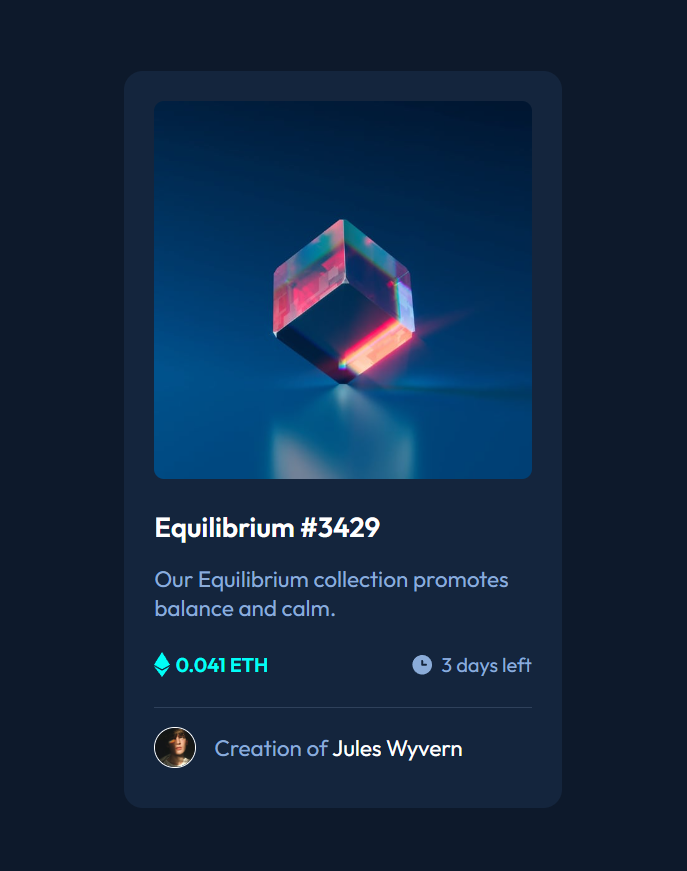 Equilibrium #3429
Our Equilibrium collection promotes
balance and calm.
0.041 ETH
3 days left
Creation of Jules Wyvern